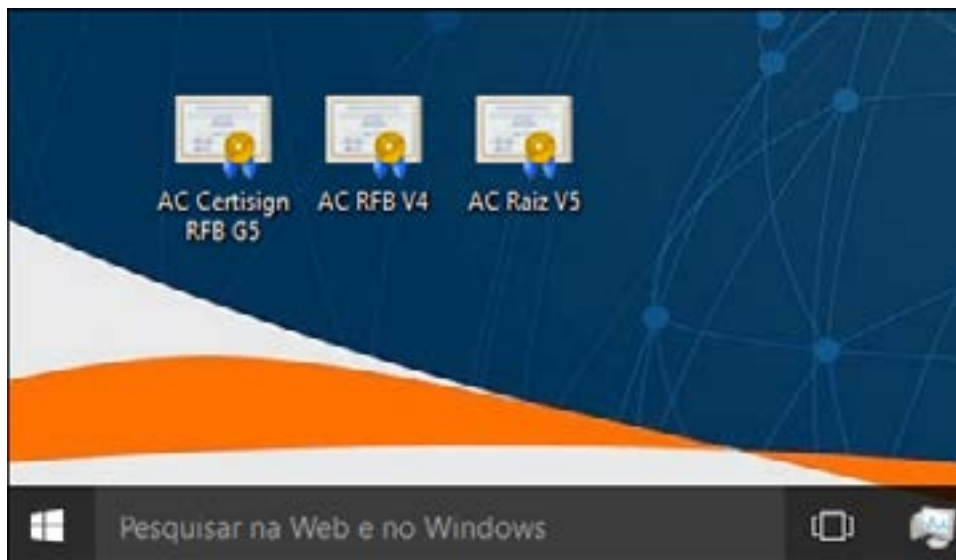 AC Certisign
RFB G5
AC RFB V4
AC Raiz V5
Pesquisar na Web e no Windows